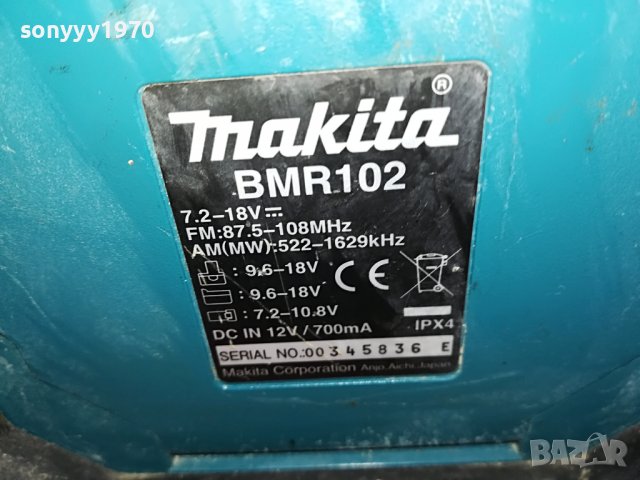 sonyyy1970
makita®
BMR102
7.2-18V
FM:87.5-108MHz
AM(MW):522-1629kHz
: 9.6-18V
: 9.6-18V
: 7.2-10.8V
CE
DC IN 12V/700mA IPX4
SERIAL NO.:00345836 E
Makita Corporation Anjo,Aichi,Japan
BAZAR